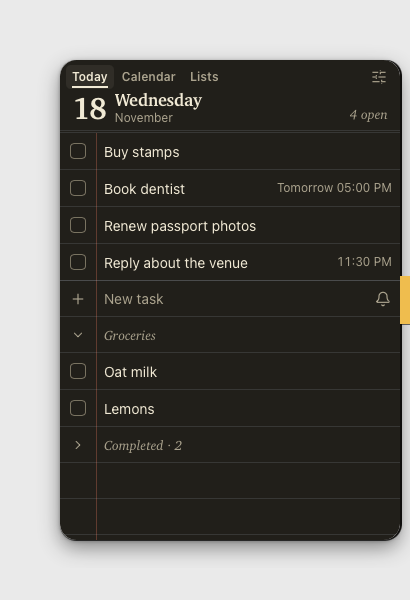 Today Calendar Lists
18 Wednesday
November
4 open
Buy stamps
Book dentist Tomorrow 05:00 PM
Renew passport photos
Reply about the venue 11:30 PM
New task
Groceries
Oat milk
Lemons
Completed · 2